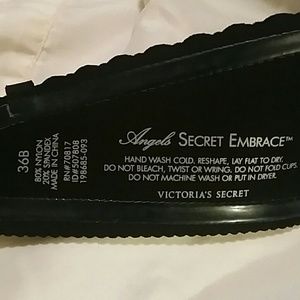 36B
80% NYLON
20% SPANDEX
MADE IN CHINA
RN#70817
ID#507808
198685-093
Angels SECRET EMBRACE™
HAND WASH COLD. RESHAPE, LAY FLAT TO DRY.
DO NOT BLEACH, TWIST OR WRING. DO NOT FOLD CUPS.
DO NOT MACHINE WASH OR PUT IN DRYER.
VICTORIA'S SECRET